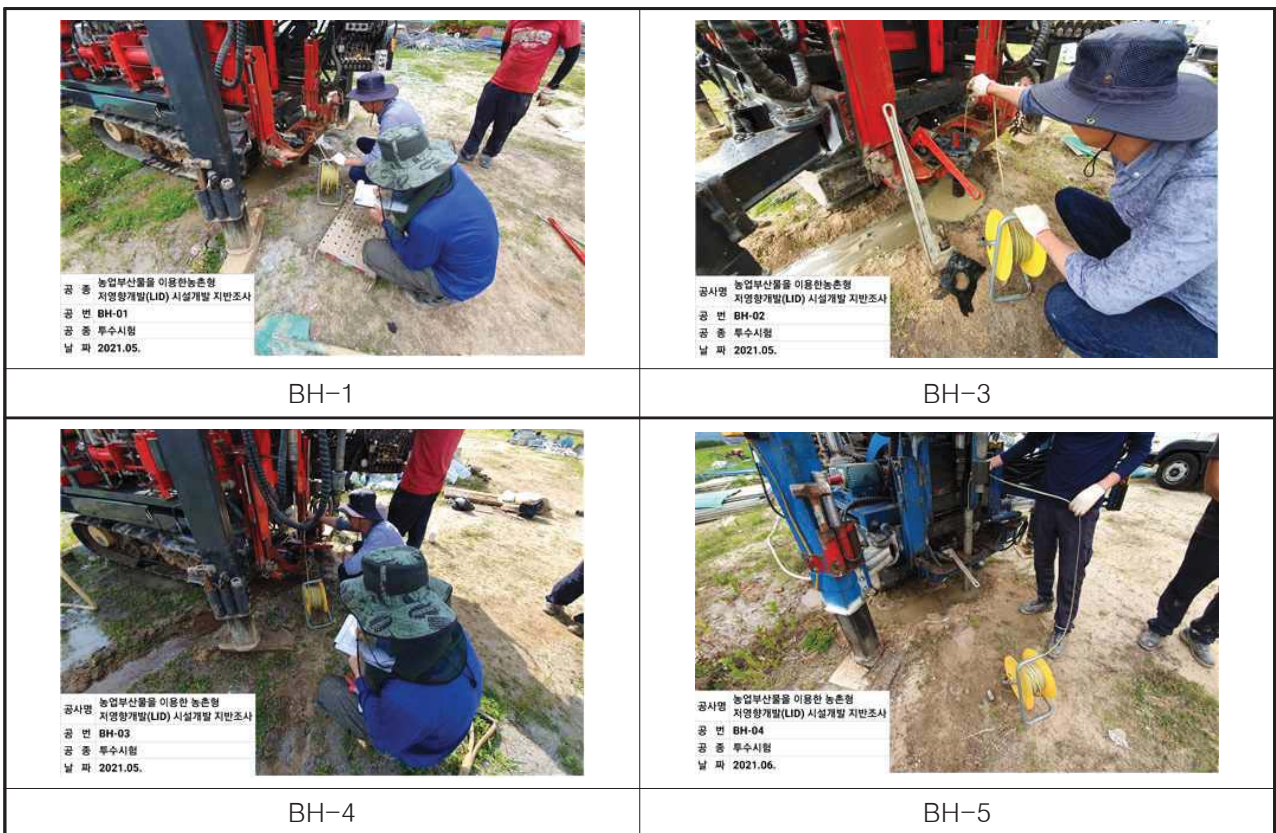 공 종 농업부산물을 이용한농촌형
저영향개발(LID) 시설개발 지반조사
공 번 BH-01
공 종 투수시험
날 짜 2021.05.
공사명 농업부산물을 이용한농촌형
저영향개발(LID) 시설개발 지반조사
공 번 BH-02
공 종 투수시험
날 짜 2021.05.
BH-1
BH-3
공사명 농업부산물을 이용한 농촌형
저영향개발(LID) 시설개발 지반조사
공 번 BH-03
공 종 투수시험
날 짜 2021.05.
공사명 농업부산물을 이용한 농촌형
저영향개발(LID) 시설개발 지반조사
공 번 BH-04
공 종 투수시험
날 짜 2021.06.
BH-4
BH-5